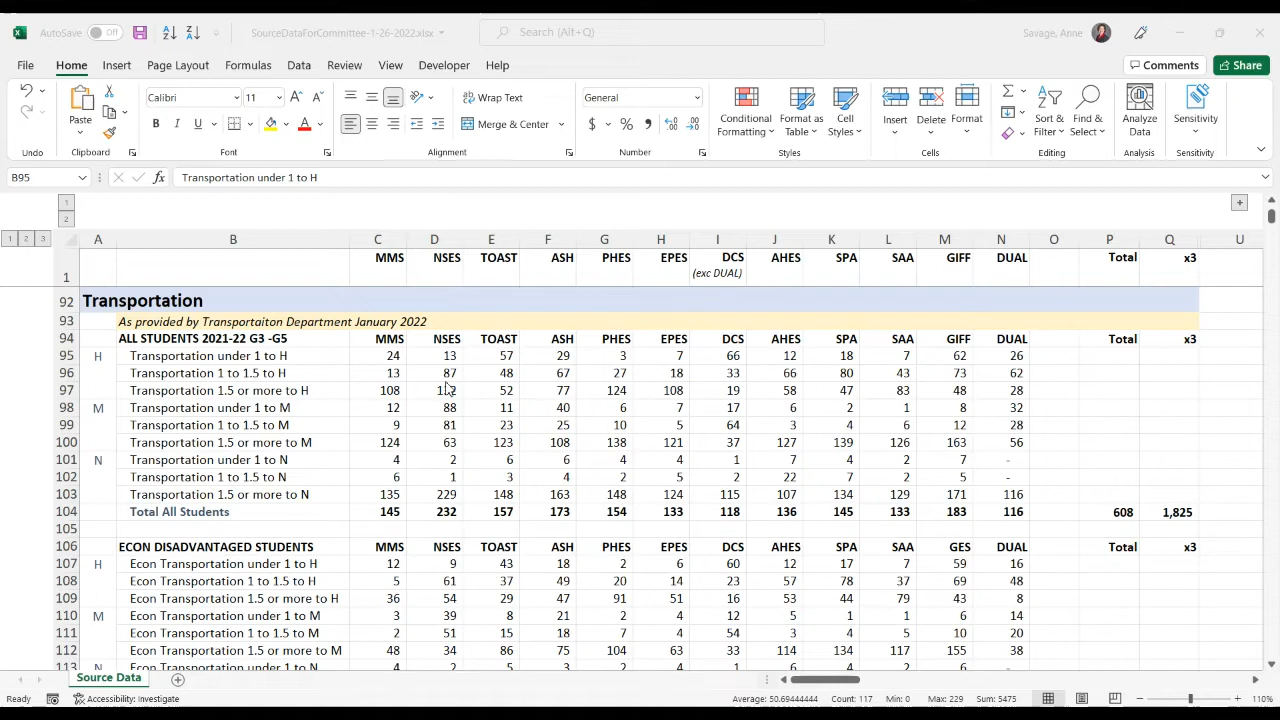 AutoSave Off SourceDataForCommittee-1-26-2022.xlsx Search (Alt+Q) Savage, Anne
File Home Insert Page Layout Formulas Data Review View Developer Help Comments Share
Calibri 11 Wrap Text General
Paste Merge & Center Conditional Formatting Format as Table Cell Styles Insert Delete Format Sort & Filter Find & Select Analyze Data Sensitivity
Undo Clipboard Font Alignment Number Styles Cells Editing Analysis Sensitivity
B95 fx Transportation under 1 to H
1
2
1 2 3 A B C D E F G H I J K L M N O P Q U
1 MMS NSES TOAST ASH PHES EPES DCS AHES SPA SAA GIFF DUAL Total x3
(exc DUAL)
92 Transportation
93 As provided by Transportaiton Department January 2022
94 ALL STUDENTS 2021-22 G3 -G5 MMS NSES TOAST ASH PHES EPES DCS AHES SPA SAA GIFF DUAL Total x3
95 H Transportation under 1 to H 24 13 57 29 3 7 66 12 18 7 62 26
96 Transportation 1 to 1.5 to H 13 87 48 67 27 18 33 66 80 43 73 62
97 Transportation 1.5 or more to H 108 52 77 124 108 19 58 47 83 48 28
98 M Transportation under 1 to M 12 88 11 40 6 7 17 6 2 1 8 32
99 Transportation 1 to 1.5 to M 9 81 23 25 10 5 64 3 4 6 12 28
100 Transportation 1.5 or more to M 124 63 123 108 138 121 37 127 139 126 163 56
101 N Transportation under 1 to N 4 2 6 6 4 4 1 7 4 2 7 -
102 Transportation 1 to 1.5 to N 6 1 3 4 2 5 2 22 7 2 5 -
103 Transportation 1.5 or more to N 135 229 148 163 148 124 115 107 134 129 171 116
104 Total All Students 145 232 157 173 154 133 118 136 145 133 183 116 608 1,825
105
106 ECON DISADVANTAGED STUDENTS MMS NSES TOAST ASH PHES EPES DCS AHES SPA SAA GES DUAL Total x3
107 H Econ Transportation under 1 to H 12 9 43 18 2 6 60 12 17 7 59 16
108 Econ Transportation 1 to 1.5 to H 5 61 37 49 20 14 23 57 78 37 69 48
109 Econ Transportation 1.5 or more to H 36 54 29 47 91 51 16 53 44 79 43 8
110 M Econ Transportation under 1 to M 3 39 8 21 2 4 12 5 1 1 6 14
111 Econ Transportation 1 to 1.5 to M 2 51 15 18 7 4 54 3 4 5 10 20
112 Econ Transportation 1.5 or more to M 48 34 86 75 104 63 33 114 134 117 155 38
113 N Econ Transportation under 1 to N 4 2 5 3 2 4 1 6 4 2 6 -
Source Data
Ready Accessibility: Investigate Average: 50.69444444 Count: 117 Min: 0 Max: 229 Sum: 5475 110%